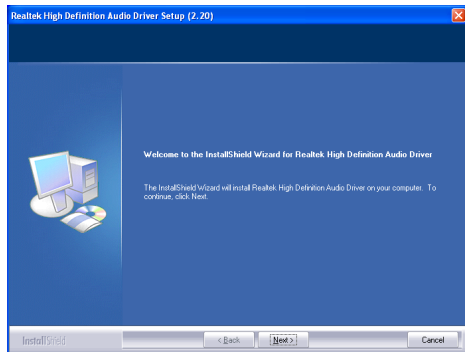 Realtek High Definition Audio Driver Setup (2.20)
Welcome to the InstallShield Wizard for Realtek High Definition Audio Driver
The InstallShield Wizard will install Realtek High Definition Audio Driver on your computer. To
continue, click Next.
InstallShield
< Back Next > Cancel